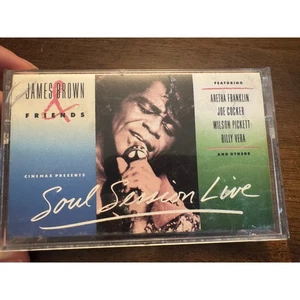 JAMES BROWN
&
FRIENDS
FEATURING
ARETHA FRANKLIN
JOE COCKER
WILSON PICKETT
BILLY VERA
AND OTHERS
CINEMAX PRESENTS
Soul Session Live